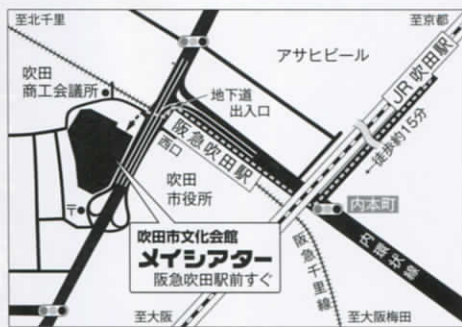 至北千里
至京都
アサヒビール
吹田
商工会議所
地下道
出入口
JR吹田駅
徒歩約15分
阪急吹田駅
西口
吹田
市役所
〒
内本町
吹田市文化会館
メイシアター
阪急吹田駅前すぐ
阪急千里線
内環状線
至大阪
至大阪梅田